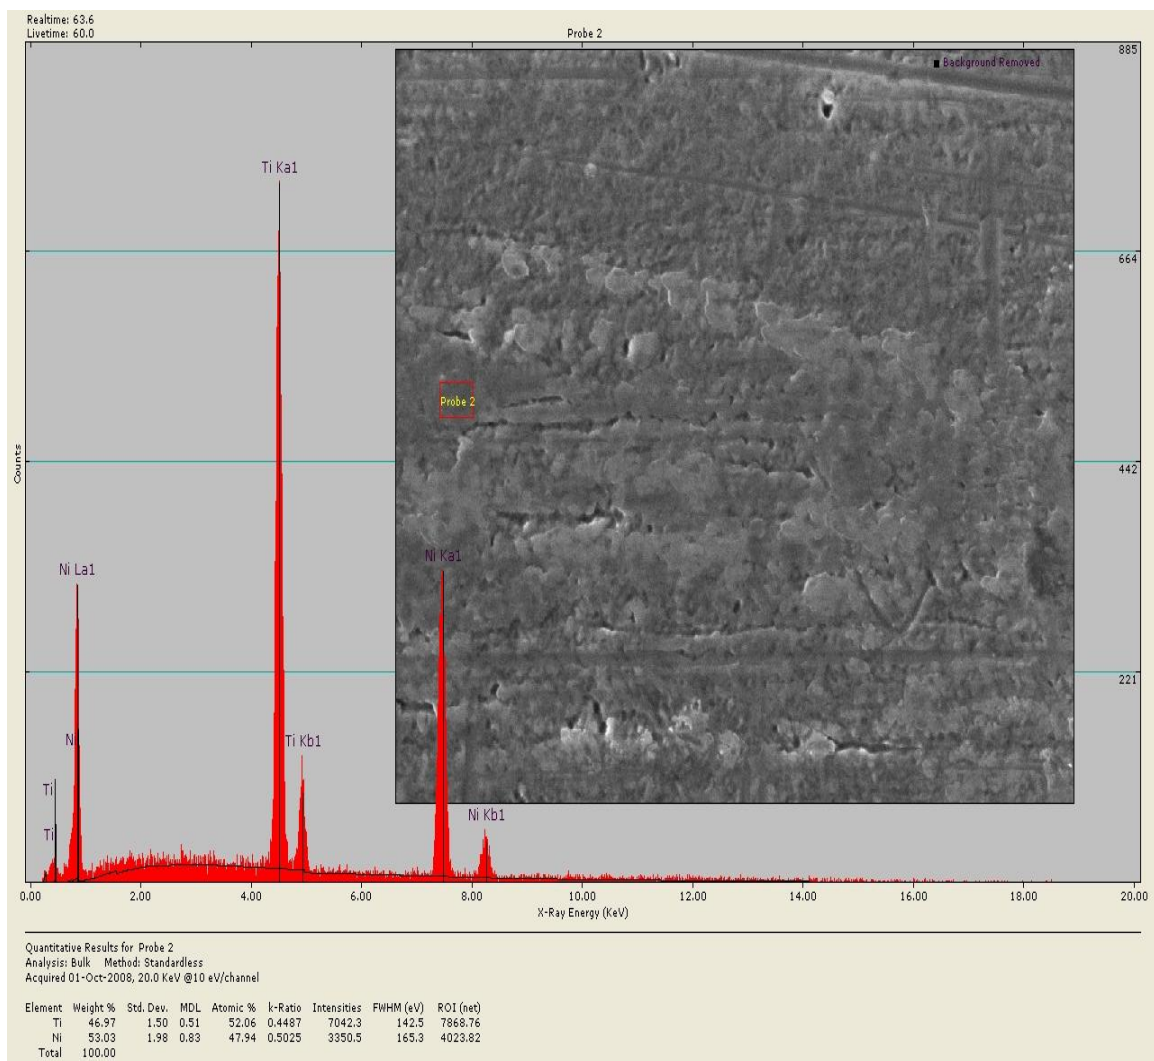 Realtime: 63.6
Livetime: 60.0
Probe 2
885
Background Removed
Ti Ka1
664
Probe 2
442
Ni La1
Ni Ka1
221
Ni
Ti Kb1
Ti
Ni Kb1
Ti
Counts
0.00 2.00 4.00 6.00 8.00 10.00 12.00 14.00 16.00 18.00 20.00
X-Ray Energy (KeV)
Quantitative Results for Probe 2
Analysis: Bulk Method: Standardless
Acquired 01-Oct-2008, 20.0 KeV @10 eV/channel
Element Weight % Std. Dev. MDL Atomic % k-Ratio Intensities FWHM (eV) ROI (net)
Ti 46.97 1.50 0.51 52.06 0.4487 7042.3 142.5 7868.76
Ni 53.03 1.98 0.83 47.94 0.5025 3350.5 165.3 4023.82
Total 100.00